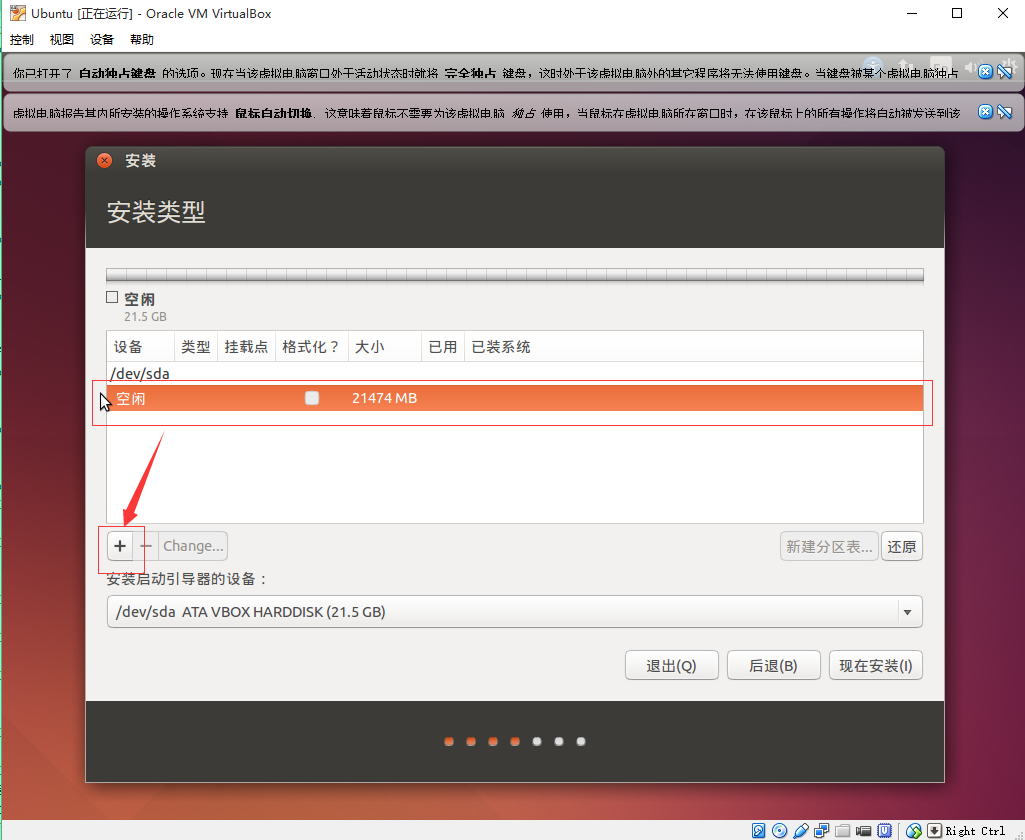 Ubuntu [正在运行] - Oracle VM VirtualBox
控制 视图 设备 帮助
你已打开了 自动独占键盘 的选项。现在当该虚拟电脑窗口处于活动状态时就将 完全独占 键盘，这时处于该虚拟电脑外的其它程序将无法使用键盘。当键盘被某个虚拟电脑独占
虚拟电脑报告其内所安装的操作系统支持 鼠标自动切换. 这意味着鼠标不需要为该虚拟电脑 独占 使用，当鼠标在虚拟电脑所在窗口时，在该鼠标上的所有操作将自动被发送到该
安装
安装类型
空闲
21.5 GB
设备 类型 挂载点 格式化？ 大小 已用 已装系统
/dev/sda
空闲 21474 MB
+ − Change... 新建分区表... 还原
安装启动引导器的设备：
/dev/sda ATA VBOX HARDDISK (21.5 GB)
退出(Q) 后退(B) 现在安装(I)
Right Ctrl